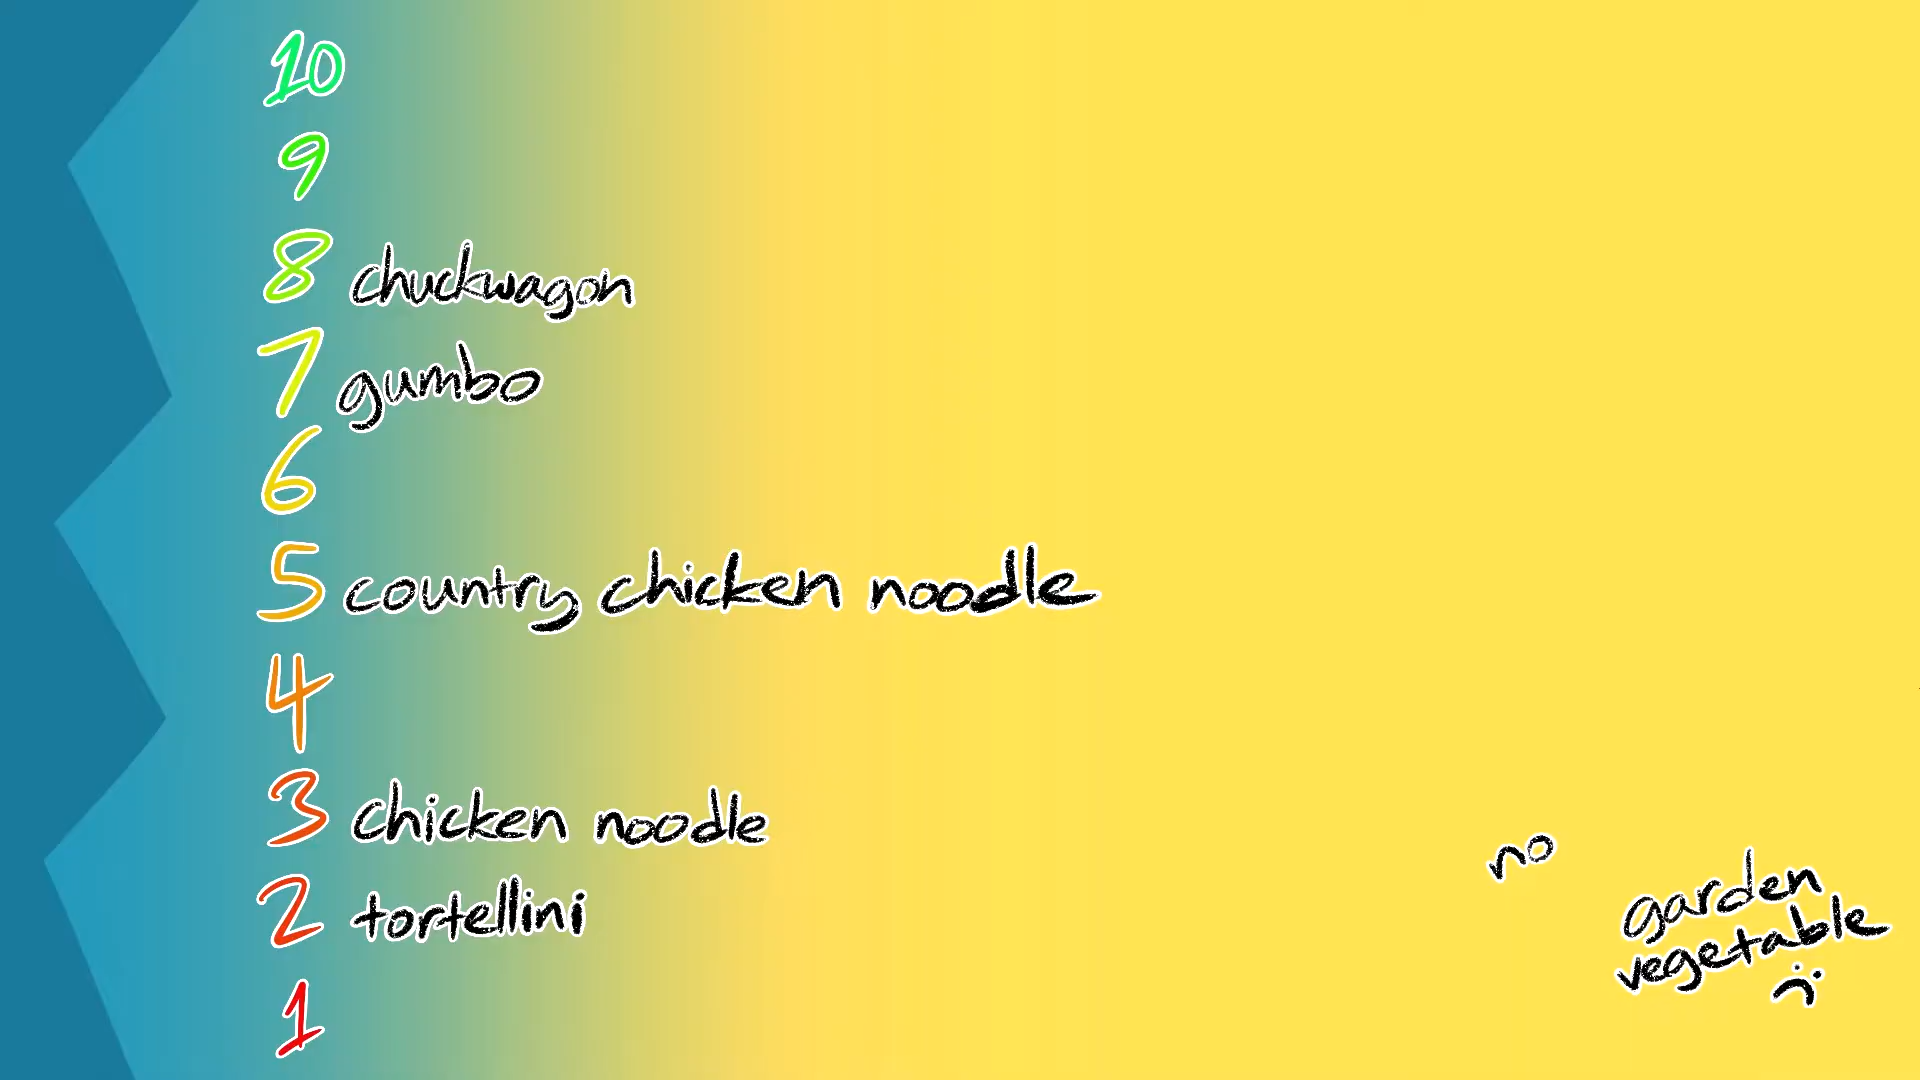 10
9
8 chuckwagon
7 gumbo
6
5 country chicken noodle
4
3 chicken noodle
2 tortellini
1
no
garden
vegetable
:(